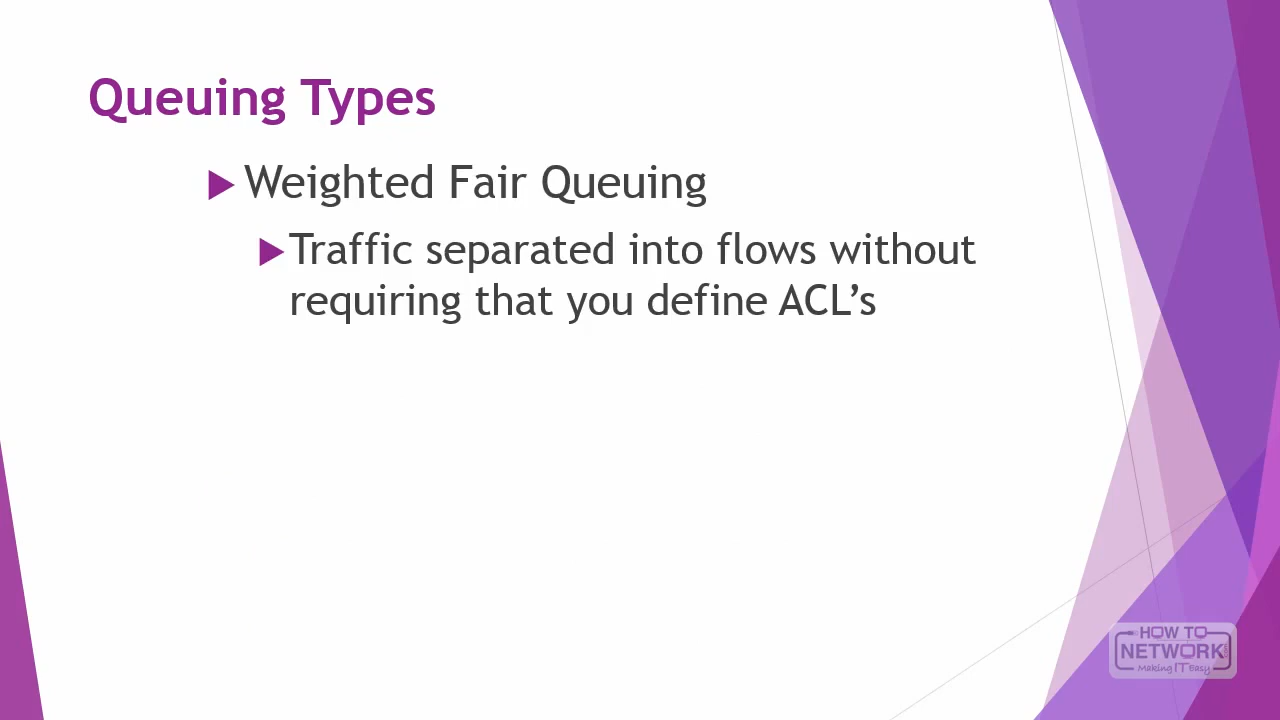 Queuing Types
Weighted Fair Queuing
Traffic separated into flows without
requiring that you define ACL’s
HOW TO
NETWORK
Making IT Easy